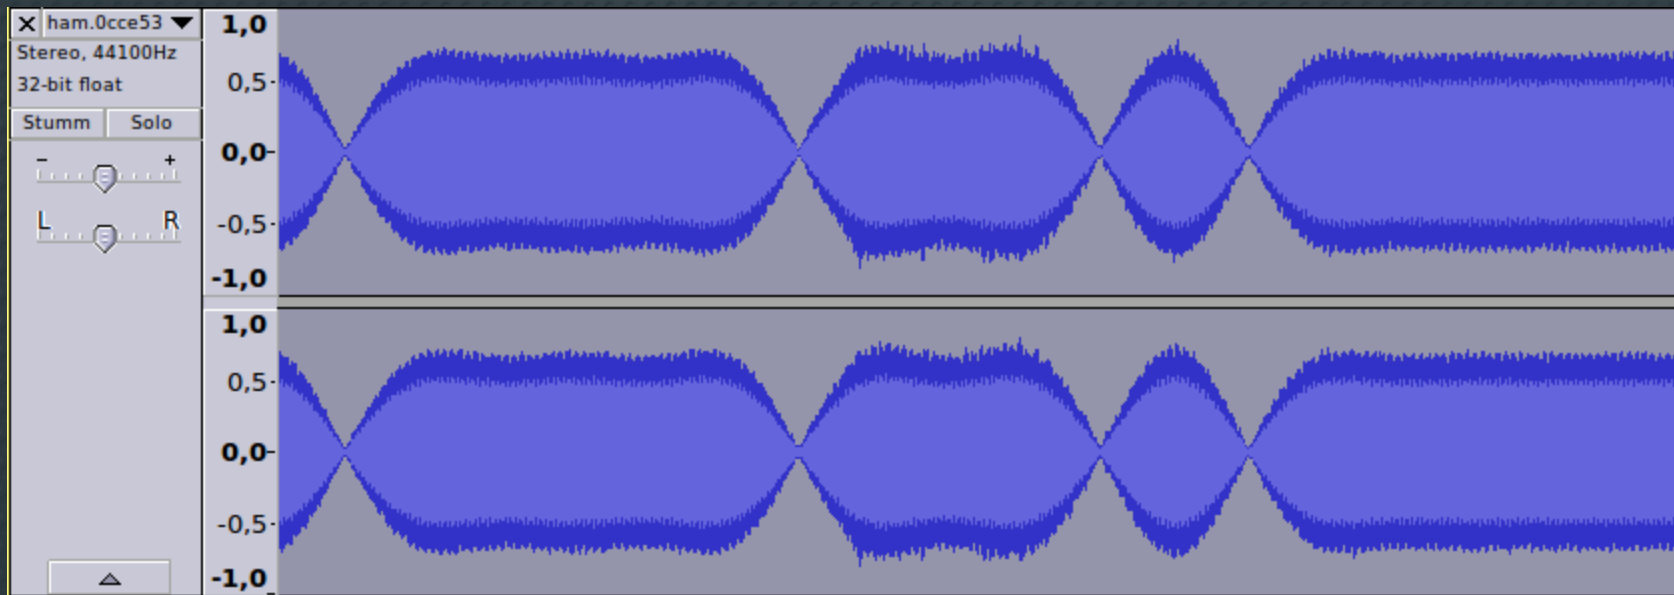 ham.0cce53
Stereo, 44100Hz
32-bit float
Stumm Solo
- +
L R
1,0
0,5-
0,0-
-0,5-
-1,0
1,0
0,5-
0,0-
-0,5-
-1,0